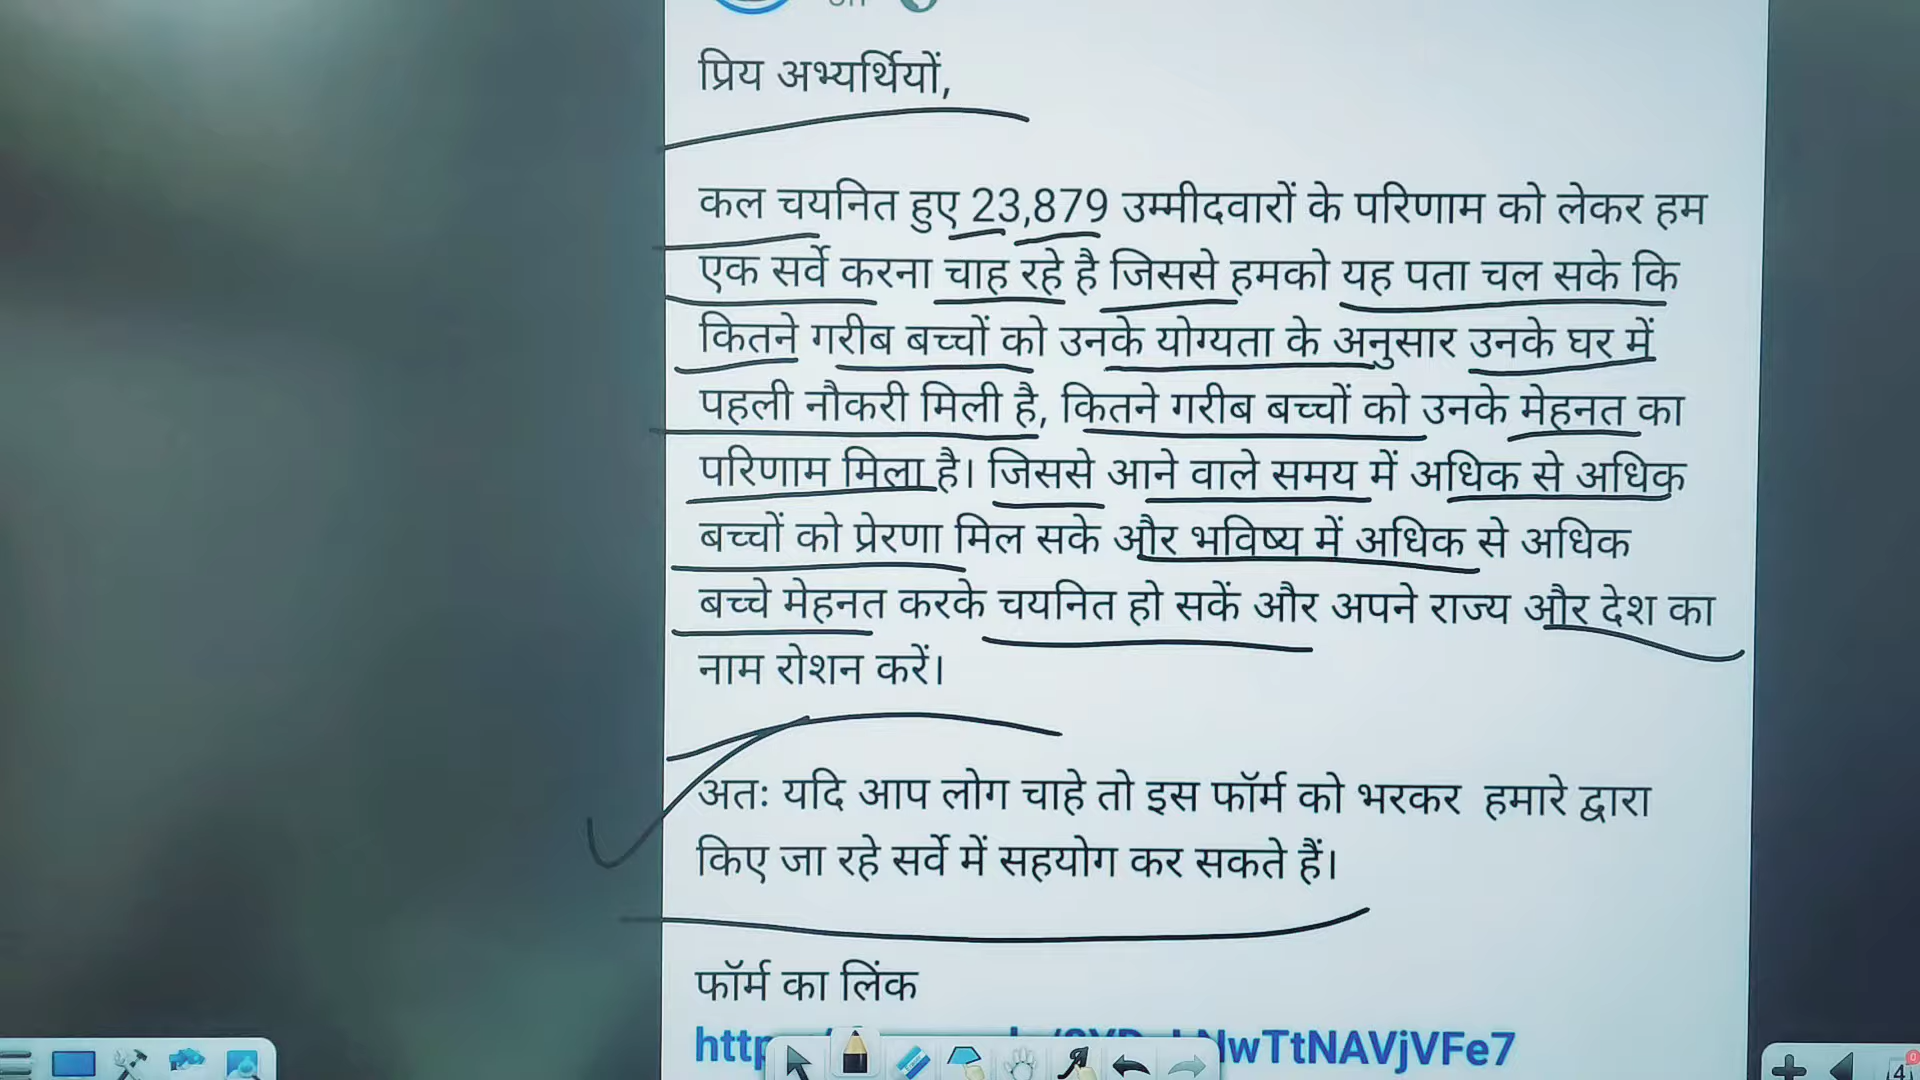 प्रिय अभ्यर्थियों,
कल चयनित हुए 23,879 उम्मीदवारों के परिणाम को लेकर हम
एक सर्वे करना चाह रहे है जिससे हमको यह पता चल सके कि
कितने गरीब बच्चों को उनके योग्यता के अनुसार उनके घर में
पहली नौकरी मिली है, कितने गरीब बच्चों को उनके मेहनत का
परिणाम मिला है। जिससे आने वाले समय में अधिक से अधिक
बच्चों को प्रेरणा मिल सके और भविष्य में अधिक से अधिक
बच्चे मेहनत करके चयनित हो सकें और अपने राज्य और देश का
नाम रोशन करें।
अतः यदि आप लोग चाहे तो इस फॉर्म को भरकर हमारे द्वारा
किए जा रहे सर्वे में सहयोग कर सकते हैं।
फॉर्म का लिंक